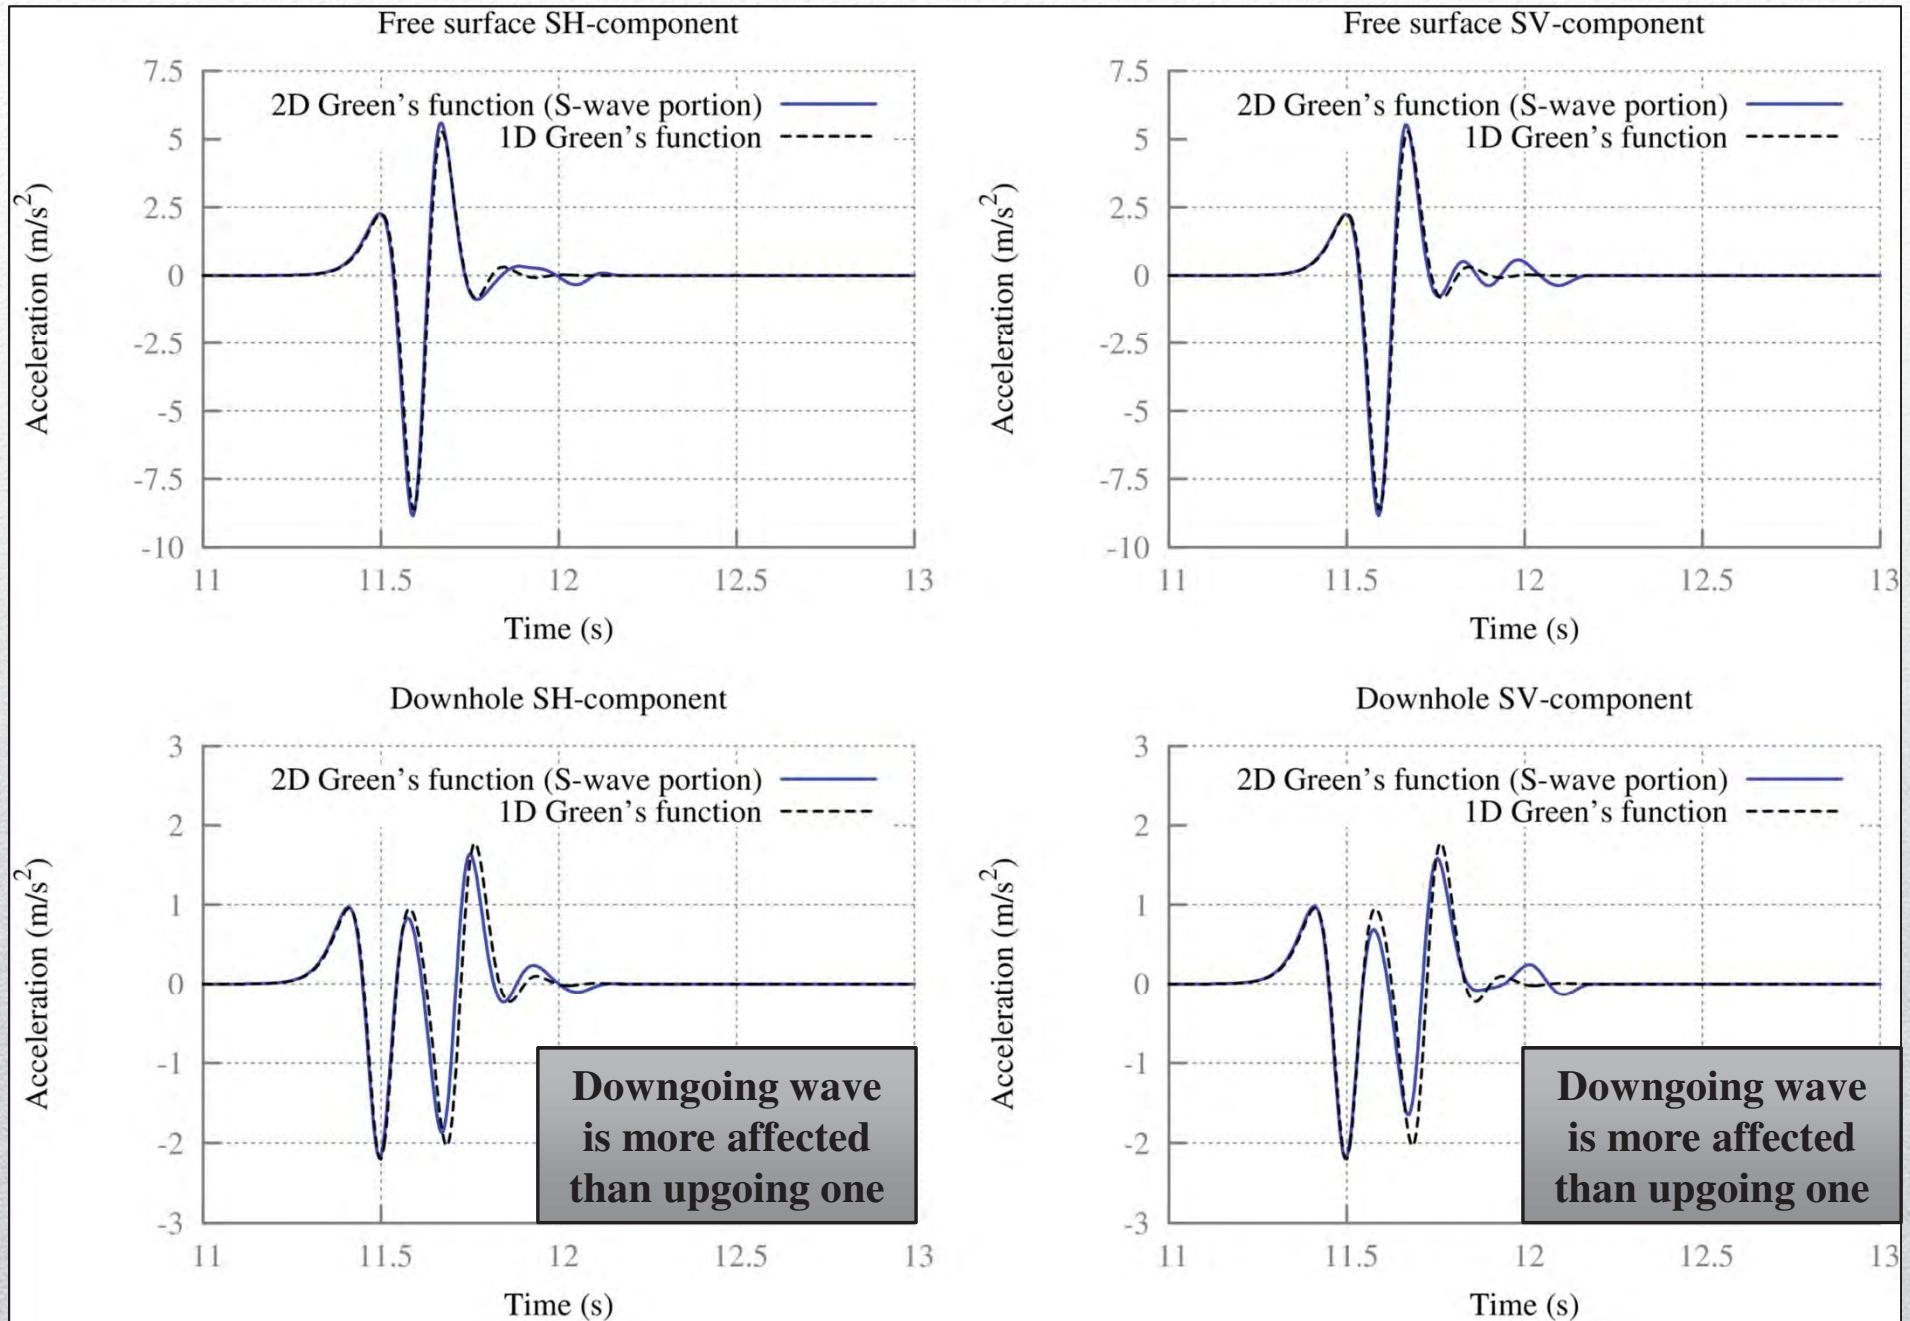 Free surface SH-component
7.5
5
2.5
0
-2.5
-5
-7.5
-10
11
11.5
12
12.5
13
Acceleration (m/s²)
Time (s)
2D Green’s function (S-wave portion)
1D Green’s function
Free surface SV-component
7.5
5
2.5
0
-2.5
-5
-7.5
-10
11
11.5
12
12.5
13
Acceleration (m/s²)
Time (s)
2D Green’s function (S-wave portion)
1D Green’s function
Downhole SH-component
3
2
1
0
-1
-2
-3
11
11.5
12
12.5
13
Acceleration (m/s²)
Time (s)
2D Green’s function (S-wave portion)
1D Green’s function
Downgoing wave
is more affected
than upgoing one
Downhole SV-component
3
2
1
0
-1
-2
-3
11
11.5
12
12.5
13
Acceleration (m/s²)
Time (s)
2D Green’s function (S-wave portion)
1D Green’s function
Downgoing wave
is more affected
than upgoing one